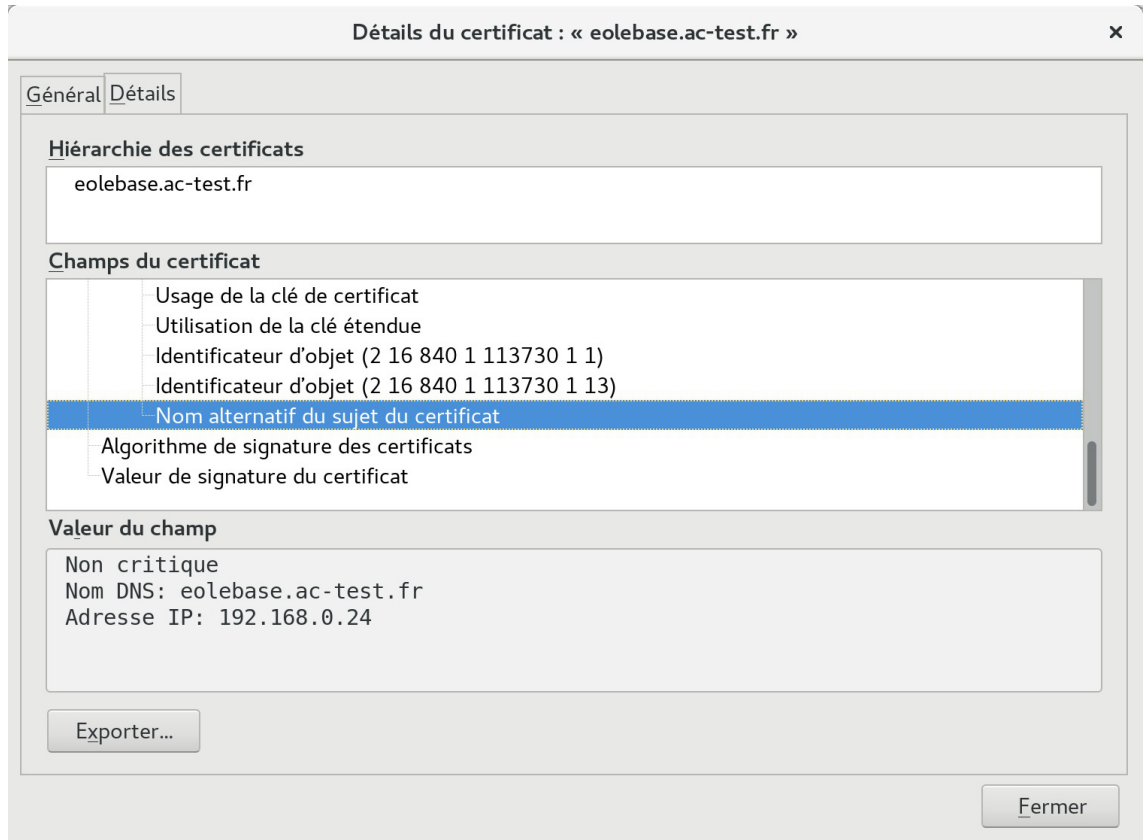 Détails du certificat : « eolebase.ac-test.fr »
×
Général Détails
Hiérarchie des certificats
eolebase.ac-test.fr
Champs du certificat
Usage de la clé de certificat
Utilisation de la clé étendue
Identificateur d’objet (2 16 840 1 113730 1 1)
Identificateur d’objet (2 16 840 1 113730 1 13)
Nom alternatif du sujet du certificat
Algorithme de signature des certificats
Valeur de signature du certificat
Valeur du champ
Non critique
Nom DNS: eolebase.ac-test.fr
Adresse IP: 192.168.0.24
Exporter...
Fermer